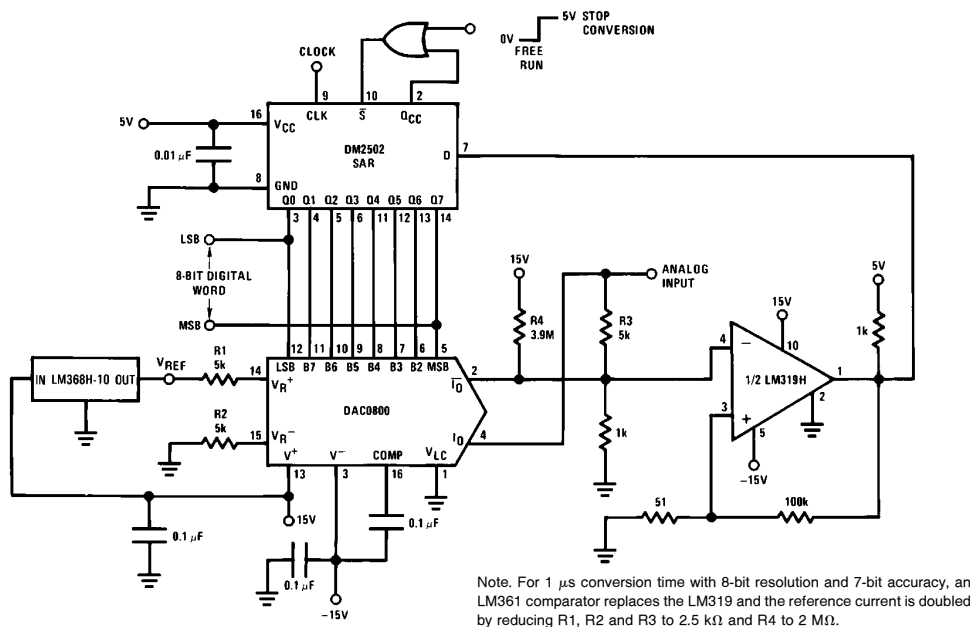 5V STOP
CONVERSION
0V
FREE
RUN
CLOCK
9
10
2
CLK
S̅
QCC
16
5V
VCC
0.01 μF
DM2502
SAR
D
7
8
GND
Q0 Q1 Q2 Q3 Q4 Q5 Q6 Q7
3 4 5 6 11 12 13 14
LSB
8-BIT DIGITAL
WORD
MSB
15V
R4
3.9M
ANALOG
INPUT
R3
5k
5V
1k
15V
10
12 11 10 9 8 7 6 5
LSB B7 B6 B5 B4 B3 B2 MSB
IN LM368H-10 OUT
VREF
R1
5k
14
VR+
I̅O
2
4
−
1/2 LM319H
1
2
3
+
5
−15V
DAC0800
R2
5k
15
VR−
IO
4
1k
V+
V−
COMP
VLC
13
3
16
1
15V
0.1 μF
0.1 μF
0.1 μF
−15V
51
100k
Note. For 1 μs conversion time with 8-bit resolution and 7-bit accuracy, an
LM361 comparator replaces the LM319 and the reference current is doubled
by reducing R1, R2 and R3 to 2.5 kΩ and R4 to 2 MΩ.